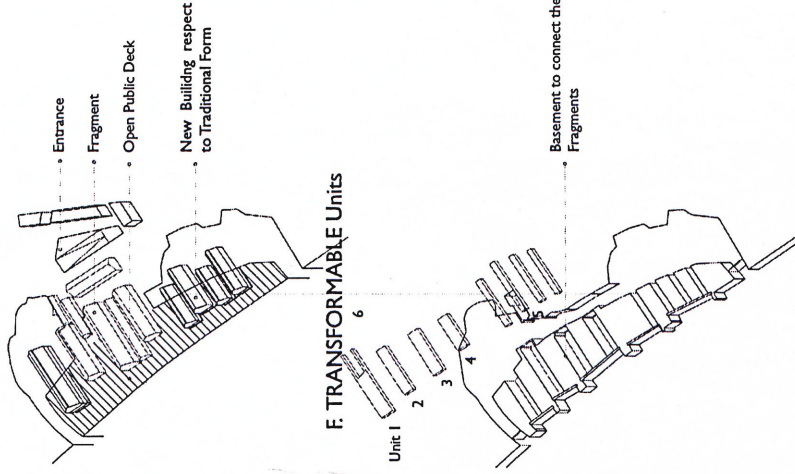 Entrance
Fragment
Open Public Deck
New Builidng respect
to Traditional Form
F. TRANSFORMABLE Units
6
Unit 1
2
3
4
5
Basement to connect the
Fragments